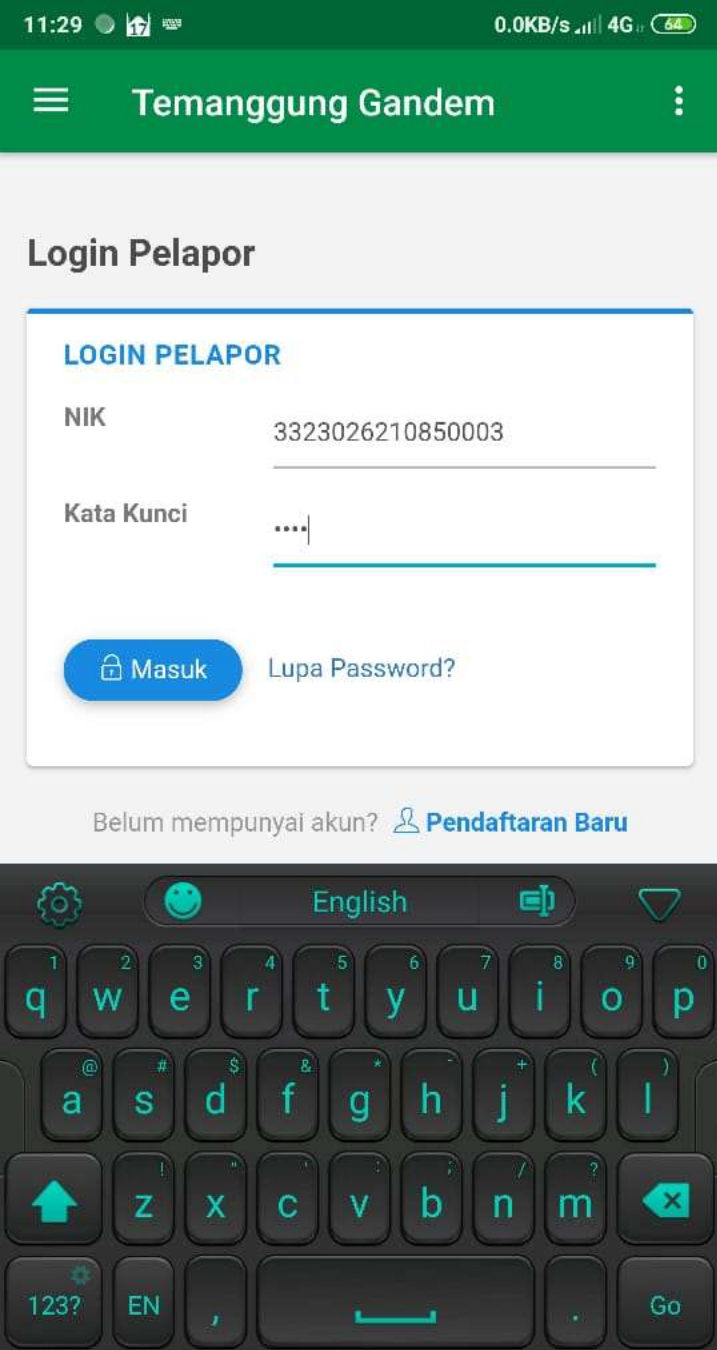 11:29 17 0.0KB/s 4G 64
Temanggung Gandem
Login Pelapor
LOGIN PELAPOR
NIK 3323026210850003
Kata Kunci ••••
Masuk Lupa Password?
Belum mempunyai akun? Pendaftaran Baru
English
1 2 3 4 5 6 7 8 9 0
q w e r t y u i o p
@ # $ & * - + ( )
a s d f g h j k l
! " ' : ; / ?
z x c v b n m
123? EN , . Go